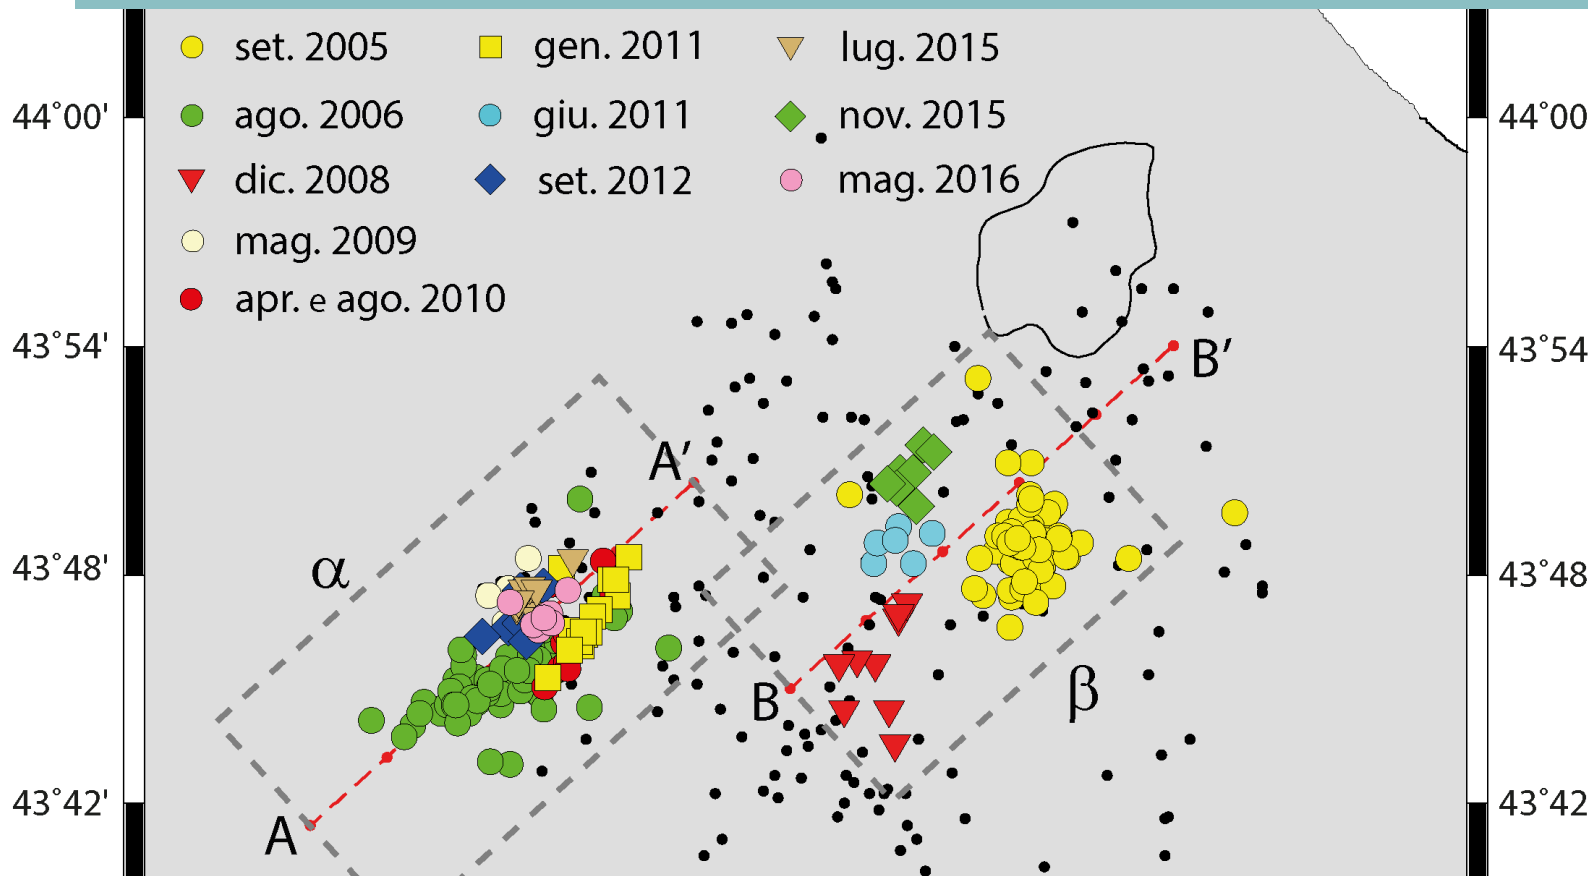 set. 2005 gen. 2011 lug. 2015
44°00' ago. 2006 giu. 2011 nov. 2015 44°00
dic. 2008 set. 2012 mag. 2016
mag. 2009
apr. e ago. 2010
43°54' B' 43°54
A'
α
43°48' 43°48
B β
43°42' 43°42
A